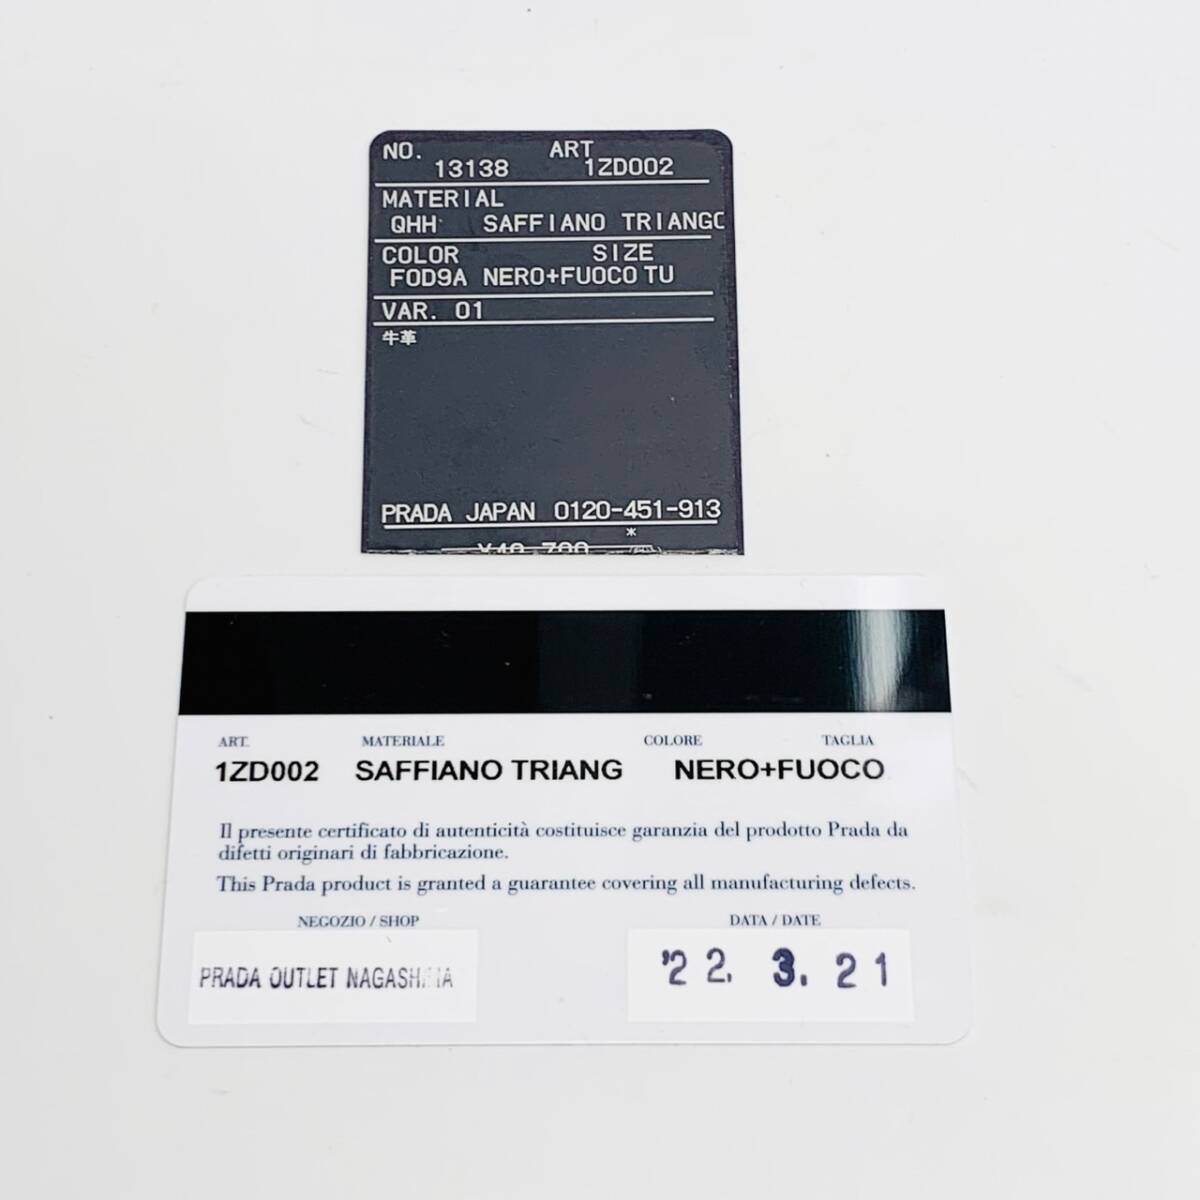 NO. ART
13138 1ZD002
MATERIAL
QHH SAFFIANO TRIANGO
COLOR SIZE
F0D9A NERO+FUOCO TU
VAR. 01
牛革
PRADA JAPAN 0120-451-913
*
ART. MATERIALE COLORE TAGLIA
1ZD002 SAFFIANO TRIANG NERO+FUOCO
Il presente certificato di autenticità costituisce garanzia del prodotto Prada da
difetti originari di fabbricazione.
This Prada product is granted a guarantee covering all manufacturing defects.
NEGOZIO / SHOP DATA / DATE
PRADA OUTLET NAGASHIMA '22. 3. 21